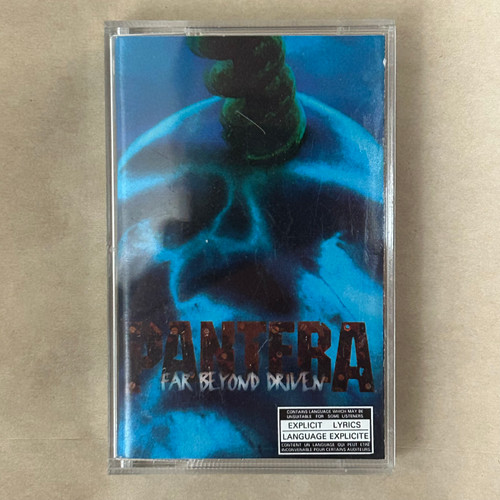 PANTERA
FAR BEYOND DRIVEN
CONTAINS LANGUAGE WHICH MAY BE
UNSUITABLE FOR SOME LISTENERS
EXPLICIT LYRICS
LANGUAGE EXPLICITE
CONTIENT UN LANGUAGE QUI PEUT ETRE
INCONVENABLE POUR CERTAINS AUDITEURS